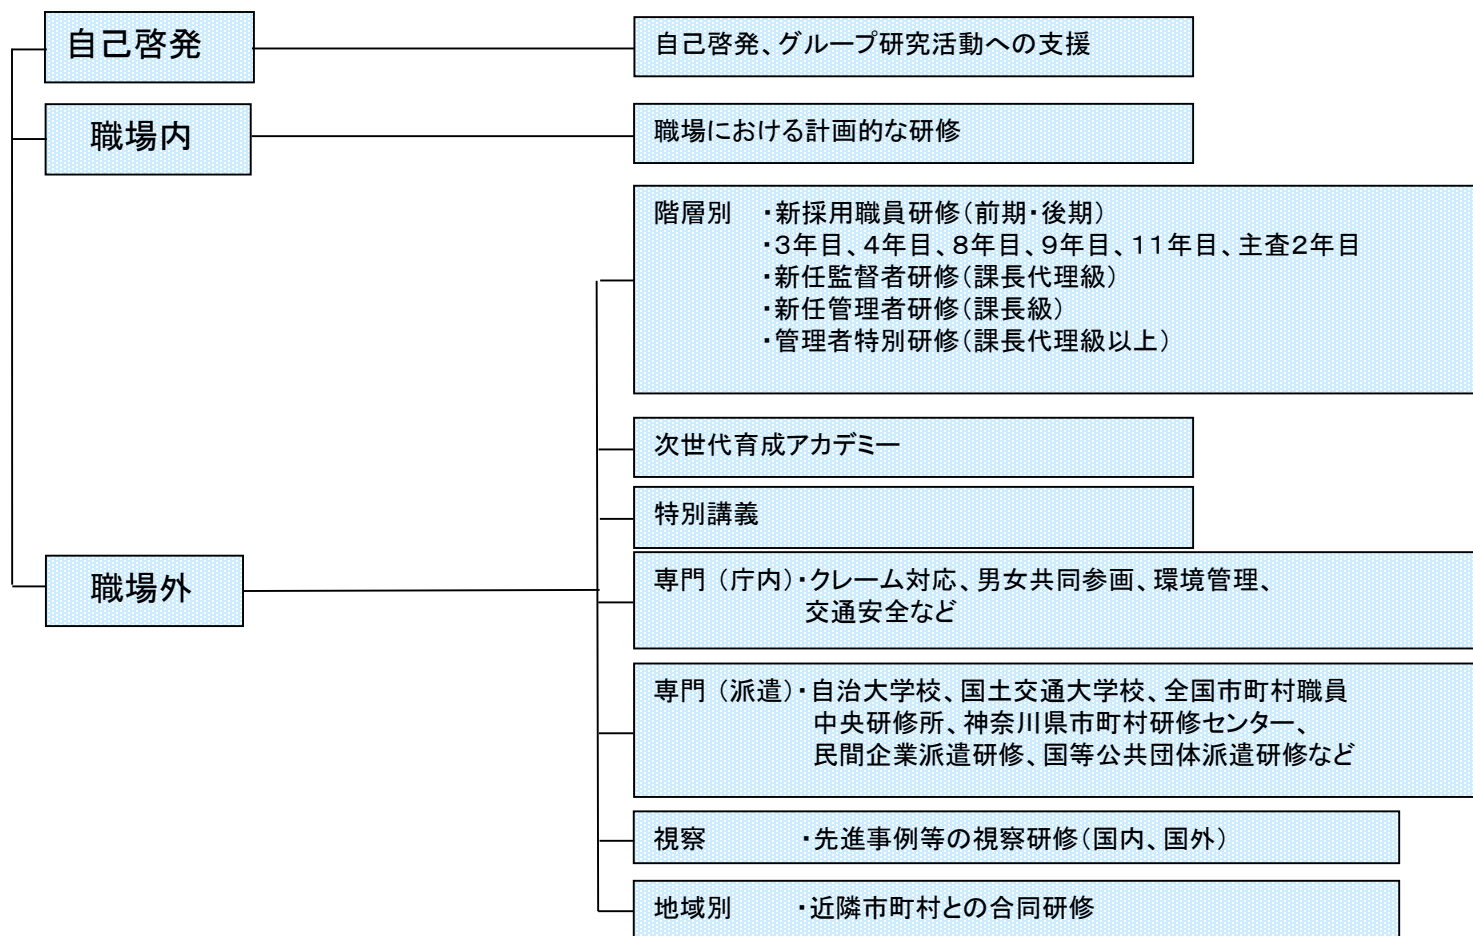 自己啓発
自己啓発、グループ研究活動への支援
職場内
職場における計画的な研修
階層別 ・新採用職員研修(前期・後期)
・3年目、4年目、8年目、9年目、11年目、主査2年目
・新任監督者研修(課長代理級)
・新任管理者研修(課長級)
・管理者特別研修(課長代理級以上)
次世代育成アカデミー
特別講義
職場外
専門(庁内)・クレーム対応、男女共同参画、環境管理、
交通安全など
専門(派遣)・自治大学校、国土交通大学校、全国市町村職員
中央研修所、神奈川県市町村研修センター、
民間企業派遣研修、国等公共団体派遣研修など
視察 ・先進事例等の視察研修(国内、国外)
地域別 ・近隣市町村との合同研修